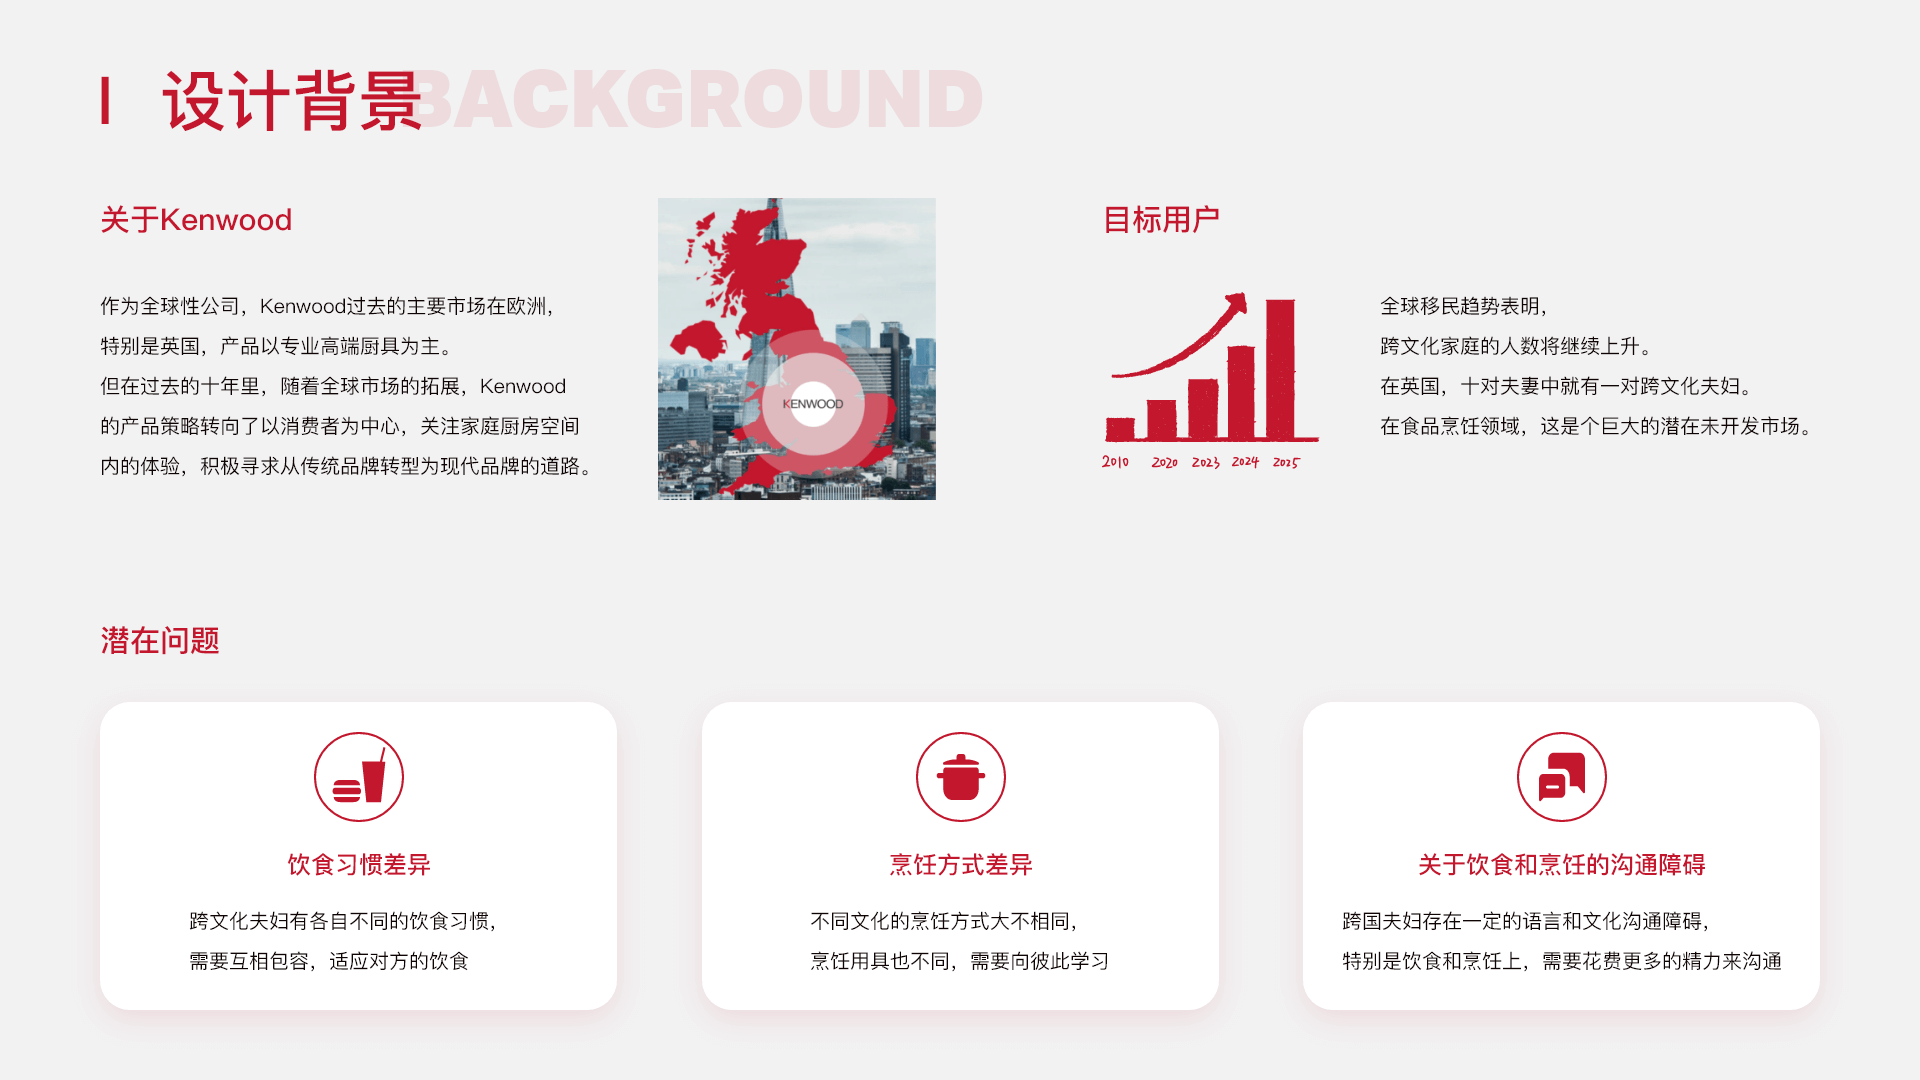 设计背景
BACKGROUND
关于Kenwood
作为全球性公司，Kenwood过去的主要市场在欧洲，
特别是英国，产品以专业高端厨具为主。
但在过去的十年里，随着全球市场的拓展，Kenwood
的产品策略转向了以消费者为中心，关注家庭厨房空间
内的体验，积极寻求从传统品牌转型为现代品牌的道路。
KENWOOD
目标用户
2010 2020 2023 2024 2025
全球移民趋势表明，
跨文化家庭的人数将继续上升。
在英国，十对夫妻中就有一对跨文化夫妇。
在食品烹饪领域，这是个巨大的潜在未开发市场。
潜在问题
饮食习惯差异
跨文化夫妇有各自不同的饮食习惯，
需要互相包容，适应对方的饮食
烹饪方式差异
不同文化的烹饪方式大不相同，
烹饪用具也不同，需要向彼此学习
关于饮食和烹饪的沟通障碍
跨国夫妇存在一定的语言和文化沟通障碍，
特别是饮食和烹饪上，需要花费更多的精力来沟通